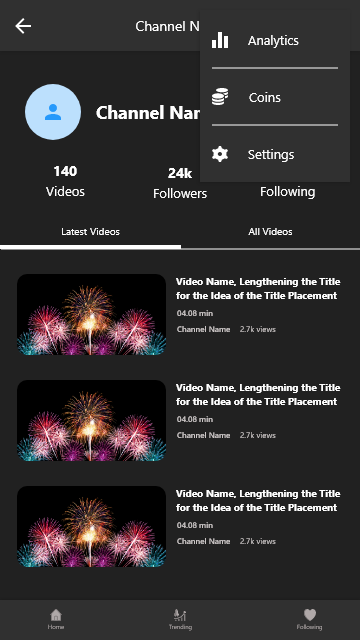 Channel N
Analytics
Coins
Settings
Channel Nar
140
Videos
24k
Followers
Following
Latest Videos
All Videos
Video Name, Lengthening the Title
for the Idea of the Title Placement
04.08 min
Channel Name 2.7k views
Video Name, Lengthening the Title
for the Idea of the Title Placement
04.08 min
Channel Name 2.7k views
Video Name, Lengthening the Title
for the Idea of the Title Placement
04.08 min
Channel Name 2.7k views
Home
Trending
Following